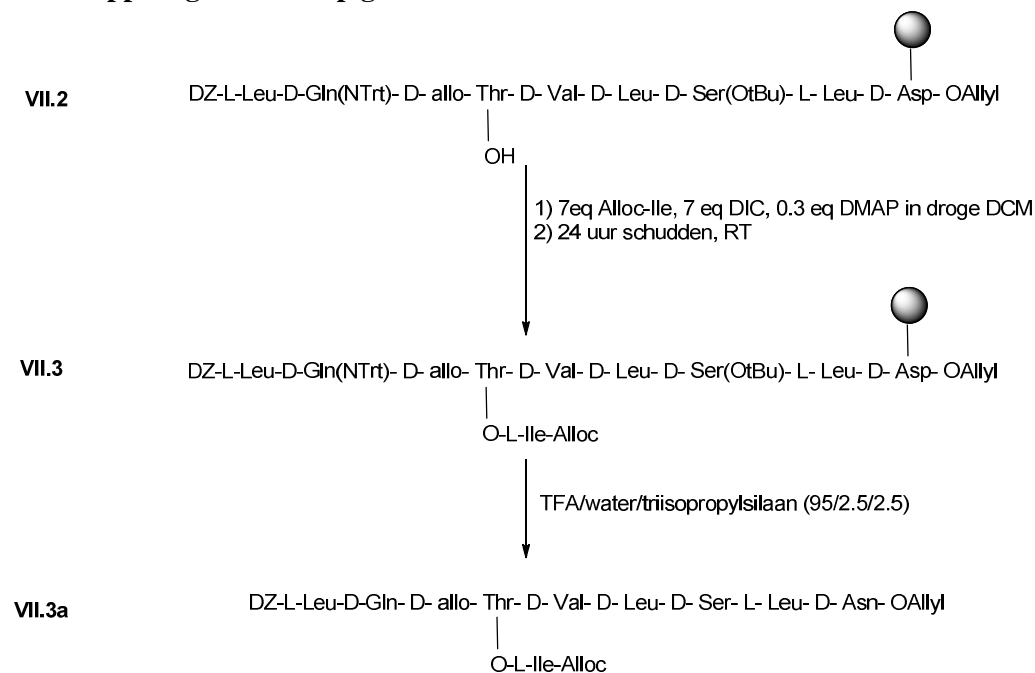 VII.2
DZ-L-Leu-D-Gln(NTrt)- D- allo- Thr- D- Val- D- Leu- D- Ser(OtBu)- L- Leu- D- Asp- OAllyl
OH
1) 7eq Alloc-Ile, 7 eq DIC, 0.3 eq DMAP in droge DCM
2) 24 uur schudden, RT
VII.3
DZ-L-Leu-D-Gln(NTrt)- D- allo- Thr- D- Val- D- Leu- D- Ser(OtBu)- L- Leu- D- Asp- OAllyl
O-L-Ile-Alloc
TFA/water/triisopropylsilaan (95/2.5/2.5)
VII.3a
DZ-L-Leu-D-Gln- D- allo- Thr- D- Val- D- Leu- D- Ser- L- Leu- D- Asn- OAllyl
O-L-Ile-Alloc